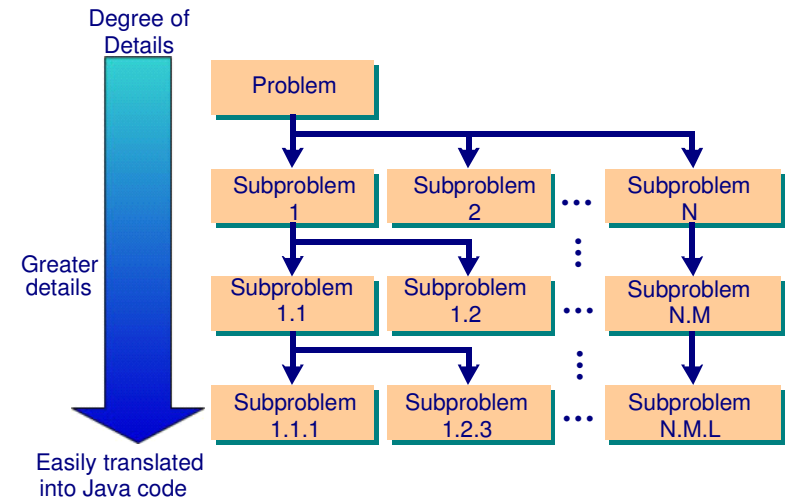 Degree of
Details
Problem
Subproblem
1
Subproblem
2
...
Subproblem
N
Greater
details
Subproblem
1.1
Subproblem
1.2
...
Subproblem
N.M
Subproblem
1.1.1
Subproblem
1.2.3
...
Subproblem
N.M.L
Easily translated
into Java code